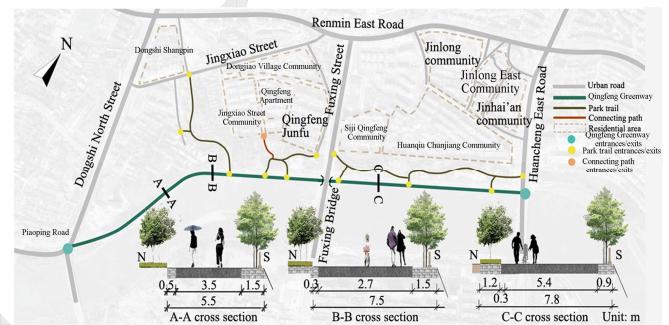 Renmin East Road
N
Dongshi Shangpin
Jingxiao Street
Dongjiao Village Community
Fuxing Street
Jinlong
community
Jinlong East
Community
Jinhai'an
community
Huancheng East Road
Qingfeng
Apartment
Jingxiao Street
Community
Qingfeng
Junfu
Siji Qingfeng
Community
Huanqiu Chunjiang Community
Dongshi North Street
Urban road
Qingfeng Greenway
Park trail
Connecting path
Residential area
Qingfeng Greenway
entrances/exits
Park trail entrances/exits
Connecting path
entrances/exits
A
A
B
B
C
C
Piaoping Road
Fuxing Bridge
N
S
N
S
N
S
0.5
3.5
1.5
5.5
A-A cross section
0.3
2.7
1.5
7.5
B-B cross section
1.2
5.4
0.9
0.3
7.8
C-C cross section
Unit: m